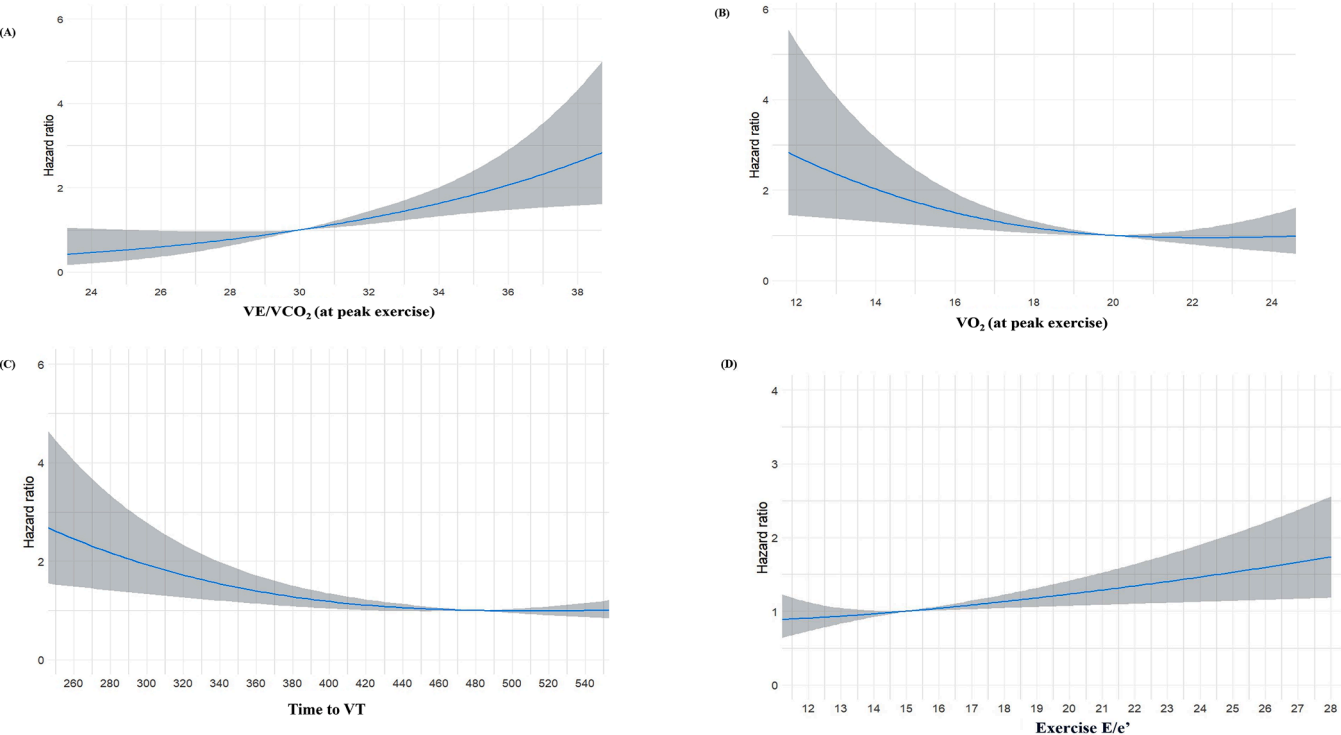 (A)
6
4
2
0
Hazard ratio
24 26 28 30 32 34 36 38
VE/VCO₂ (at peak exercise)
(B)
6
4
2
0
Hazard ratio
12 14 16 18 20 22 24
VO₂ (at peak exercise)
(C)
6
4
2
0
Hazard ratio
260 280 300 320 340 360 380 400 420 440 460 480 500 520 540
Time to VT
(D)
4
3
2
1
0
Hazard ratio
12 13 14 15 16 17 18 19 20 21 22 23 24 25 26 27 28
Exercise E/e’